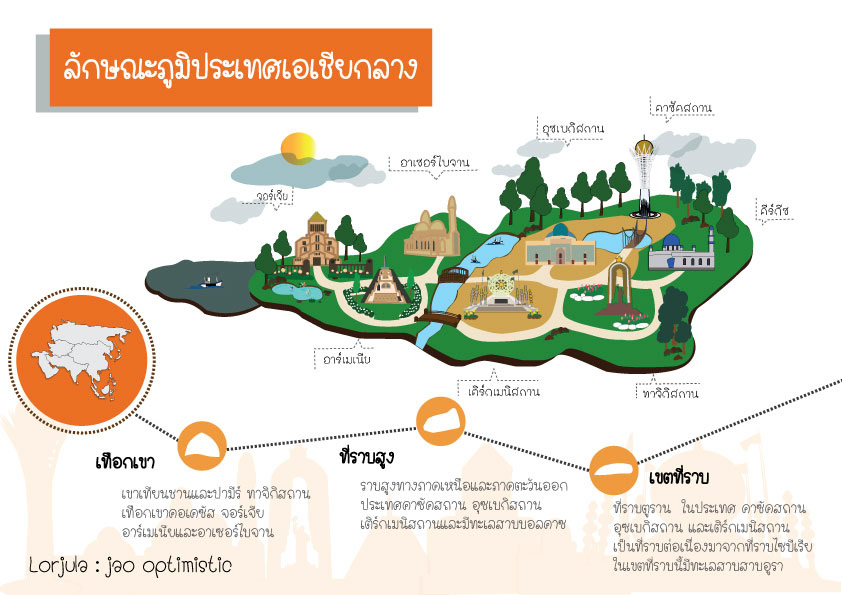 ลักษณะภูมิประเทศเอเชียกลาง
คาซัคสถาน
อุซเบกิสถาน
อาเซอร์ไบจาน
จอร์เจีย
คีร์กีซ
อาร์เมเนีย
เติร์กเมนิสถาน
ทาจิกิสถาน
เทือกเขา
เขาเทียนชานและปามีร์ ทาจิกิสถาน
เทือกเขาคอเคซัส จอร์เจีย
อาร์เมเนียและอาเซอร์ไบจาน
ที่ราบสูง
ราบสูงทางภาคเหนือและภาคตะวันออก
ประเทศคาซัคสถาน อุซเบกิสถาน
เติร์กเมนิสถานและมีทะเลสาบบอลคาช
เขตที่ราบ
ที่ราบตูราน ในประเทศ คาซัคสถาน
อุซเบกิสถาน และเติร์กเมนิสถาน
เป็นที่ราบต่อเนื่องมาจากที่ราบไซบีเรีย
ในเขตที่ราบนี้มีทะเลสาบสาบอูรา
Lorjula : jao optimistic